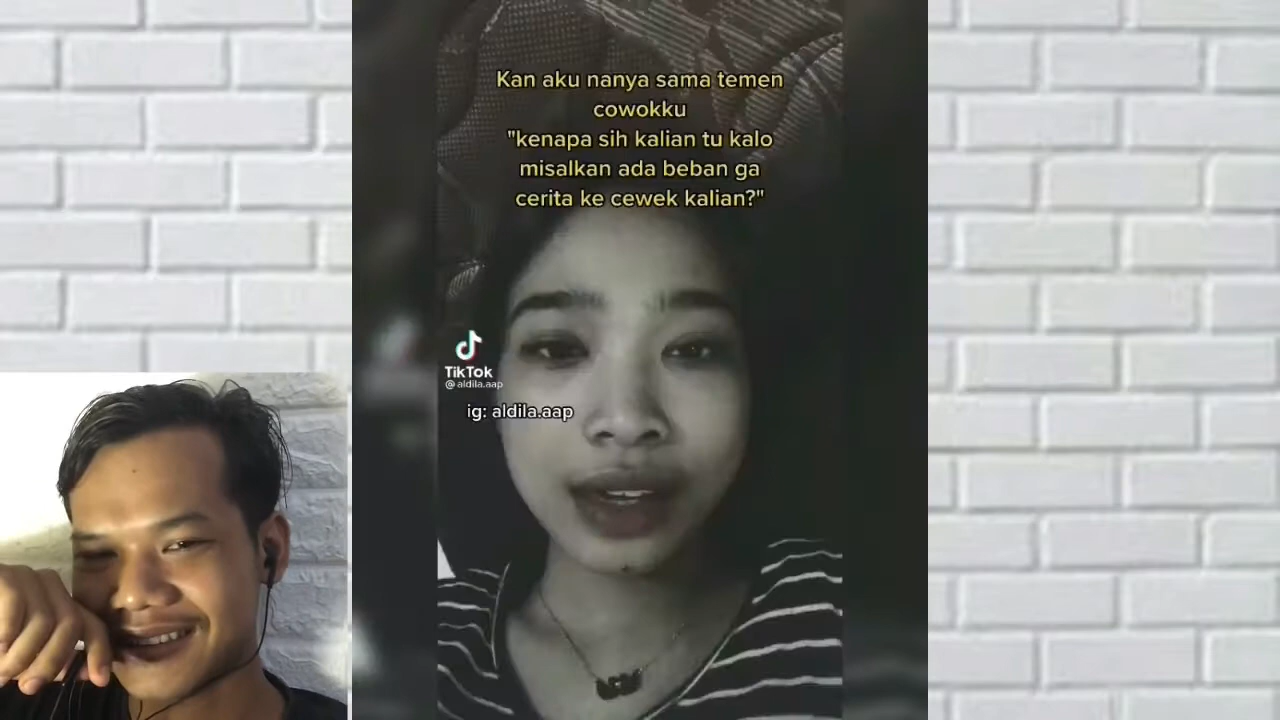 Kan aku nanya sama temen
cowokku
"kenapa sih kalian tu kalo
misalkan ada beban ga
cerita ke cewek kalian?"
TikTok
@aldila.aap
ig: aldila.aap